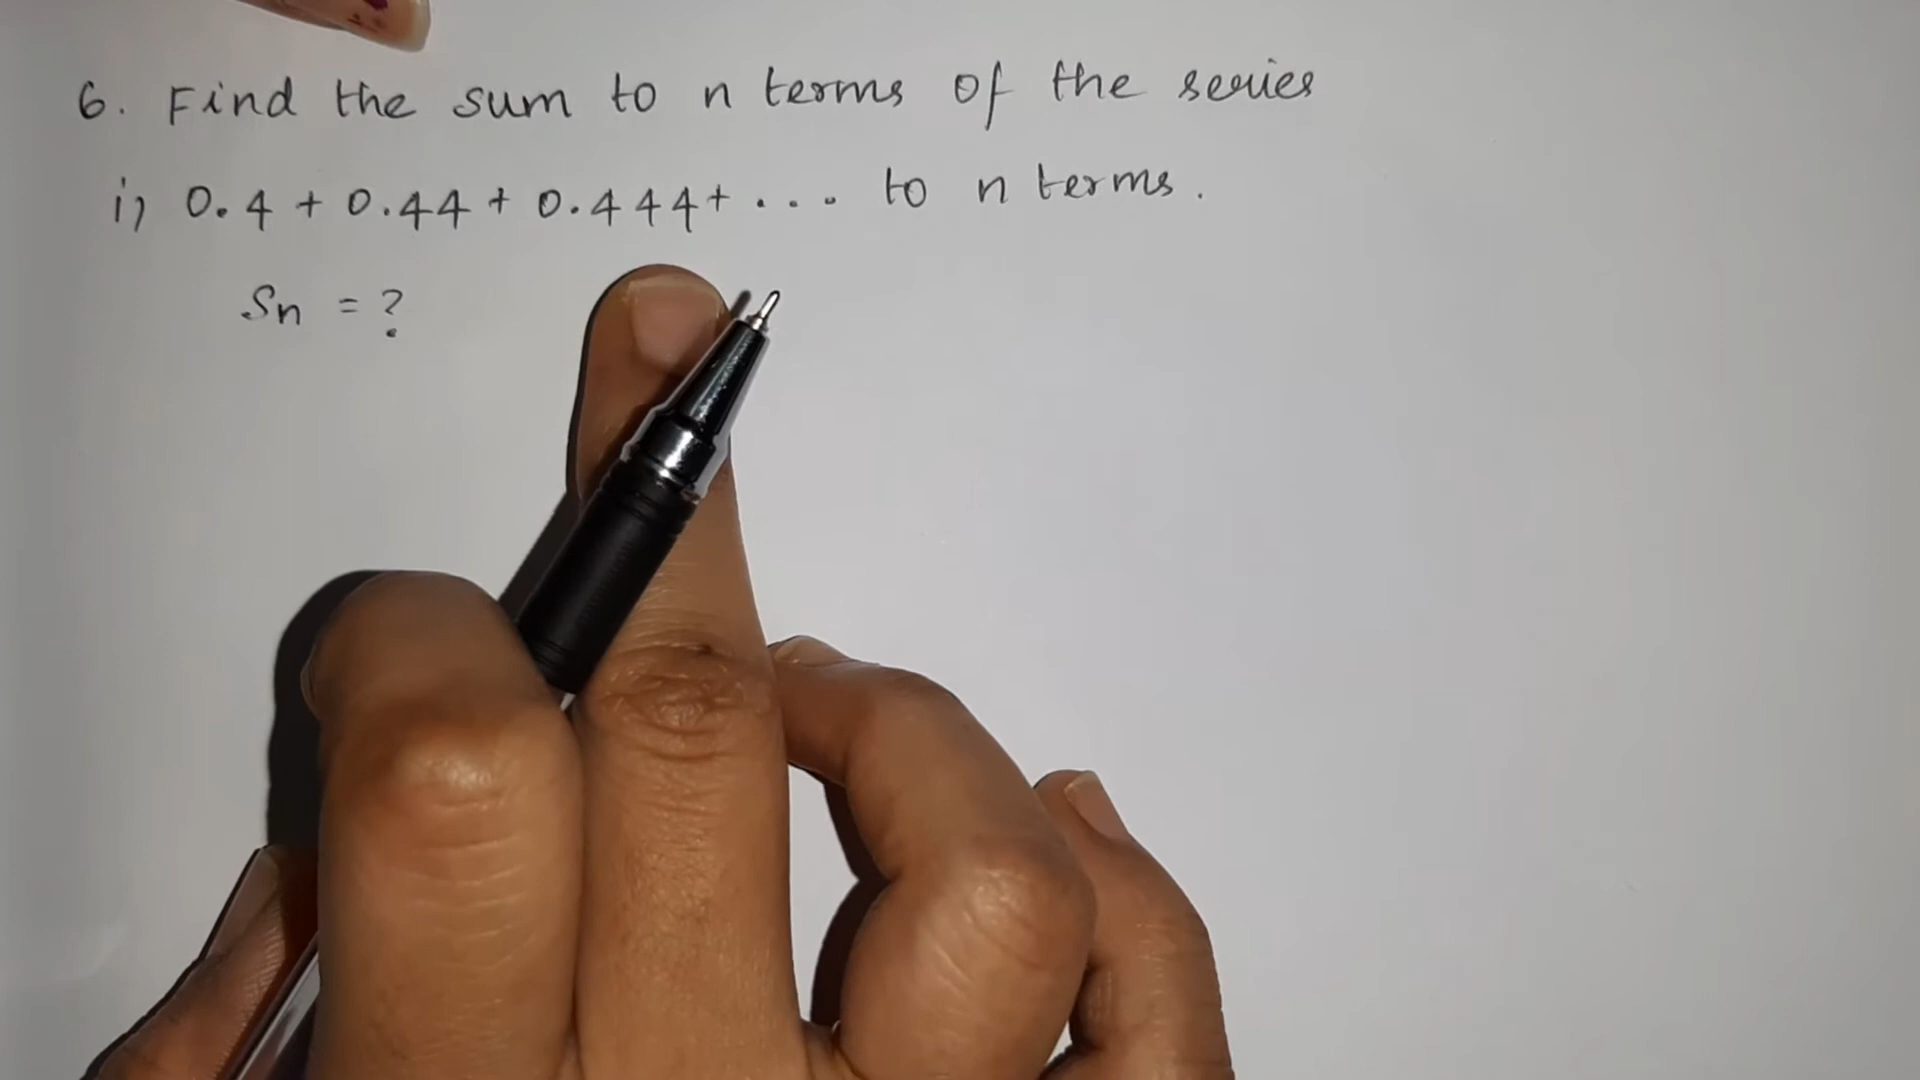 6. Find the sum to n terms of the series
i) 0.4 + 0.44 + 0.444 + ... to n terms.
Sn = ?